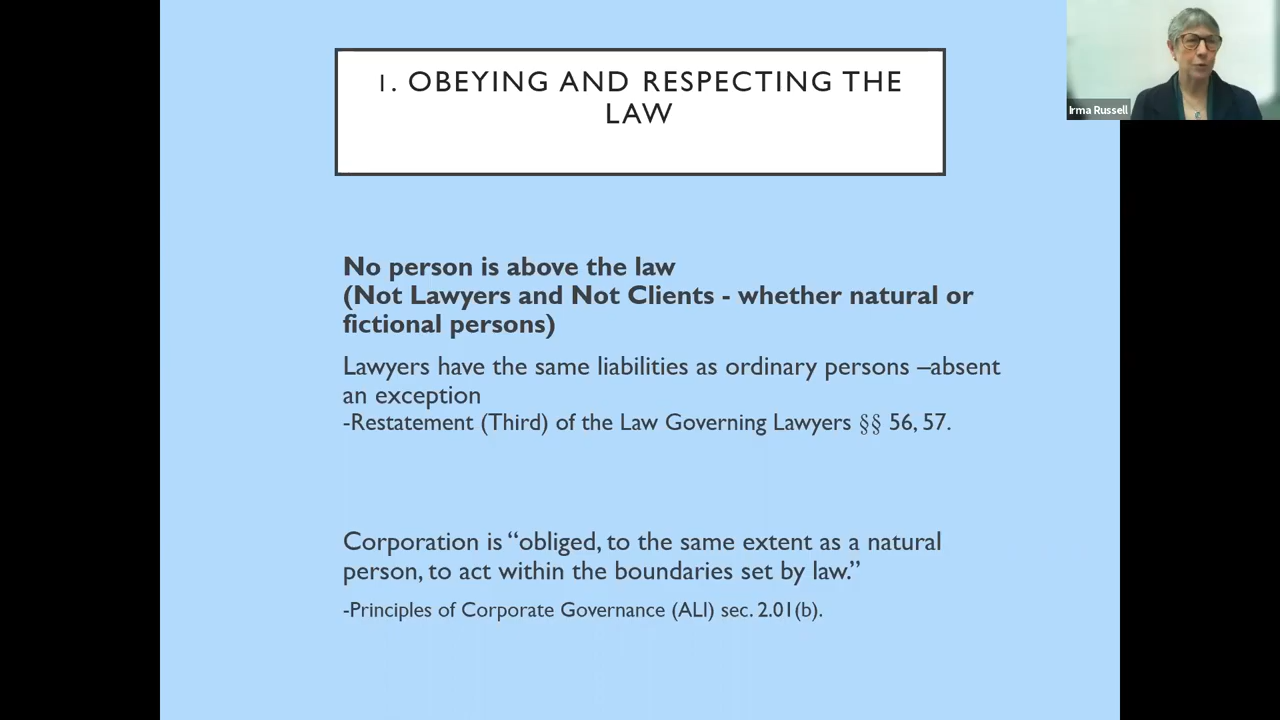 1. OBEYING AND RESPECTING THE
LAW
Irma Russell
No person is above the law
(Not Lawyers and Not Clients - whether natural or
fictional persons)
Lawyers have the same liabilities as ordinary persons –absent
an exception
-Restatement (Third) of the Law Governing Lawyers §§ 56, 57.
Corporation is “obliged, to the same extent as a natural
person, to act within the boundaries set by law.”
-Principles of Corporate Governance (ALI) sec. 2.01(b).